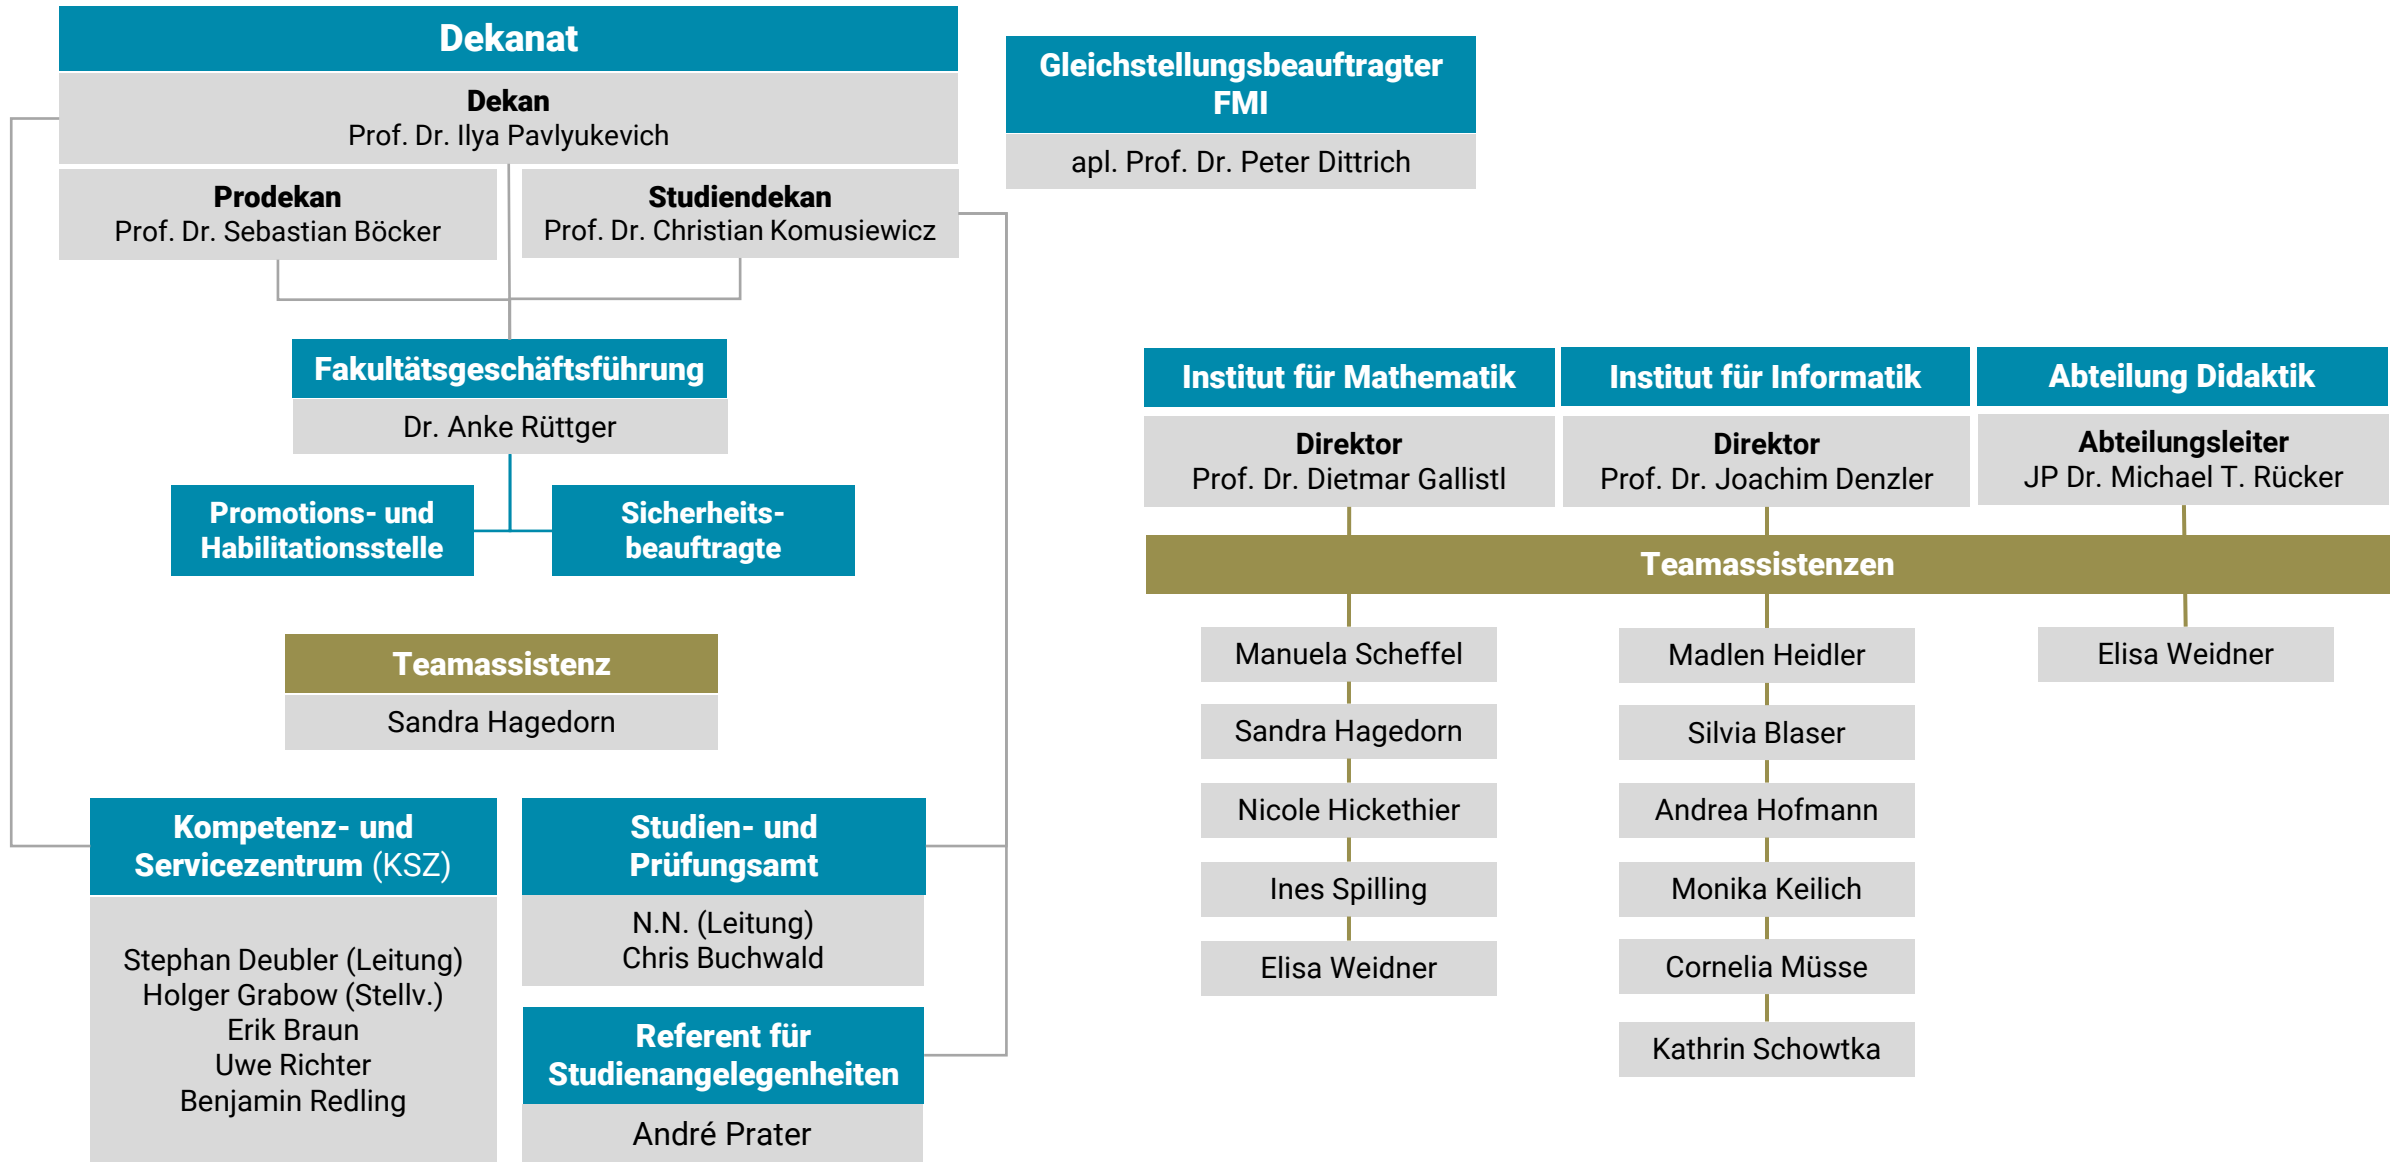 Dekanat
Dekan
Prof. Dr. Ilya Pavlyukevich
Prodekan
Prof. Dr. Sebastian Böcker
Studiendekan
Prof. Dr. Christian Komusiewicz
Gleichstellungsbeauftragter
FMI
apl. Prof. Dr. Peter Dittrich
Fakultätsgeschäftsführung
Dr. Anke Rüttger
Promotions- und
Habilitationsstelle
Sicherheits-
beauftragte
Teamassistenz
Sandra Hagedorn
Kompetenz- und
Servicezentrum (KSZ)
Stephan Deubler (Leitung)
Holger Grabow (Stellv.)
Erik Braun
Uwe Richter
Benjamin Redling
Studien- und
Prüfungsamt
N.N. (Leitung)
Chris Buchwald
Referent für
Studienangelegenheiten
André Prater
Institut für Mathematik
Direktor
Prof. Dr. Dietmar Gallistl
Institut für Informatik
Direktor
Prof. Dr. Joachim Denzler
Abteilung Didaktik
Abteilungsleiter
JP Dr. Michael T. Rücker
Teamassistenzen
Manuela Scheffel
Sandra Hagedorn
Nicole Hickethier
Ines Spilling
Elisa Weidner
Madlen Heidler
Silvia Blaser
Andrea Hofmann
Monika Keilich
Cornelia Müsse
Kathrin Schowtka
Elisa Weidner